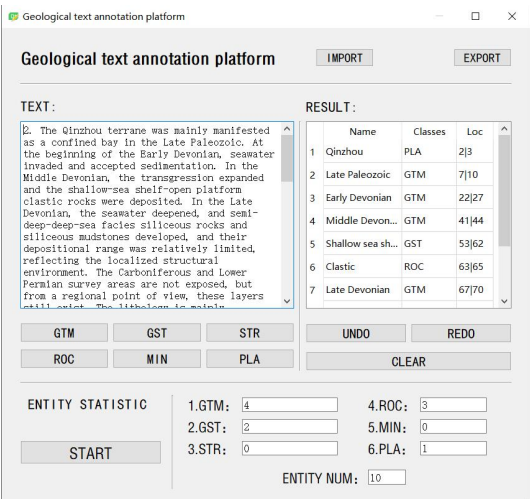 Geological text annotation platform
Geological text annotation platform
IMPORT
EXPORT
TEXT:
2. The Qinzhou terrane was mainly manifested
as a confined bay in the Late Paleozoic. At
the beginning of the Early Devonian, seawater
invaded and accepted sedimentation. In the
Middle Devonian, the transgression expanded
and the shallow-sea shelf-open platform
clastic rocks were deposited. In the Late
Devonian, the seawater deepened, and semi-
deep-deep-sea facies siliceous rocks and
siliceous mudstones developed, and their
depositional range was relatively limited,
reflecting the localized structural
environment. The Carboniferous and Lower
Permian survey areas are not exposed, but
from a regional point of view, these layers
still exist. The lithology is mainly
RESULT:
Name Classes Loc
1 Qinzhou PLA 2|3
2 Late Paleozoic GTM 7|10
3 Early Devonian GTM 22|27
4 Middle Devon... GTM 41|44
5 Shallow sea sh... GST 53|62
6 Clastic ROC 63|65
7 Late Devonian GTM 67|70
GTM GST STR
ROC MIN PLA
UNDO REDO
CLEAR
ENTITY STATISTIC
START
1.GTM: 4
2.GST: 2
3.STR: 0
4.ROC: 3
5.MIN: 0
6.PLA: 1
ENTITY NUM: 10